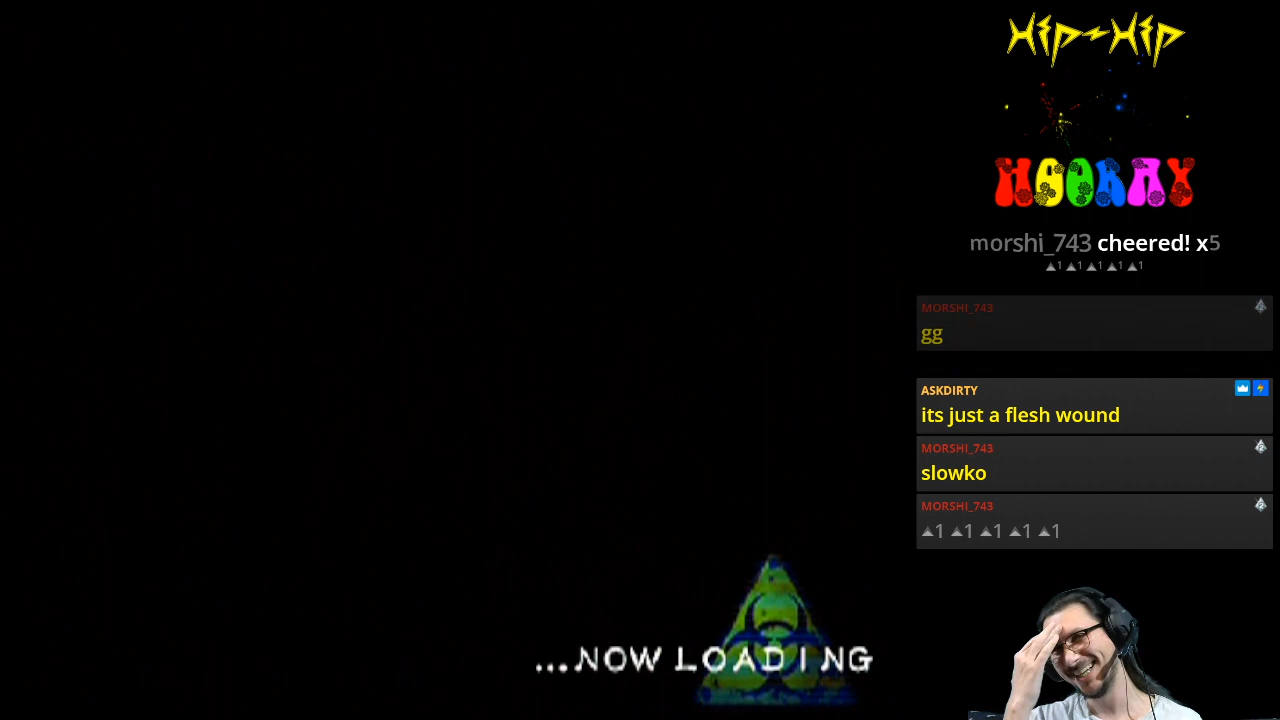 Hip-Hip
HOORAY
morshi_743 cheered! x5
1 1 1 1 1
MORSHI_743
gg
ASKDIRTY
its just a flesh wound
MORSHI_743
slowko
MORSHI_743
1 1 1 1 1
...NOW LOADING